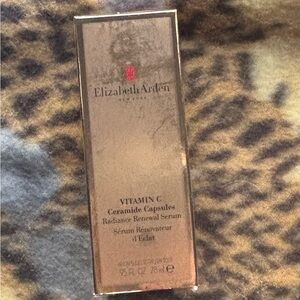 Elizabeth Arden
NEW YORK
VITAMIN C
Ceramide Capsules
Radiance Renewal Serum
Sérum Rénovateur
d'Éclat
.95 FL. OZ. 28 ml e